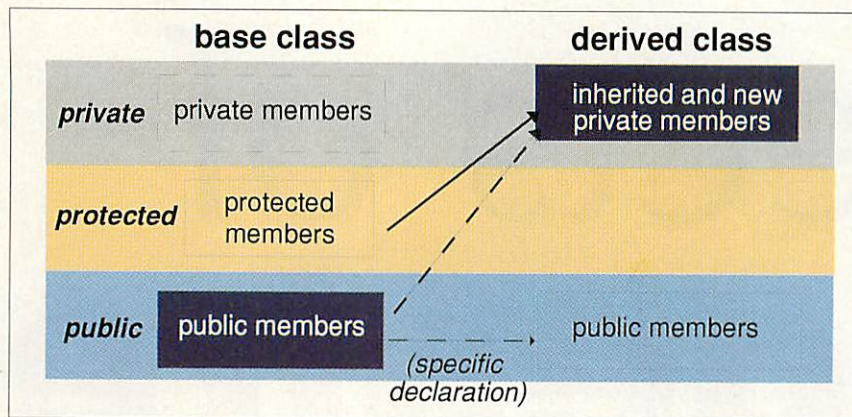 base class
derived class
private
private members
inherited and new
private members
protected
protected
members
public
public members
public members
(specific
declaration)